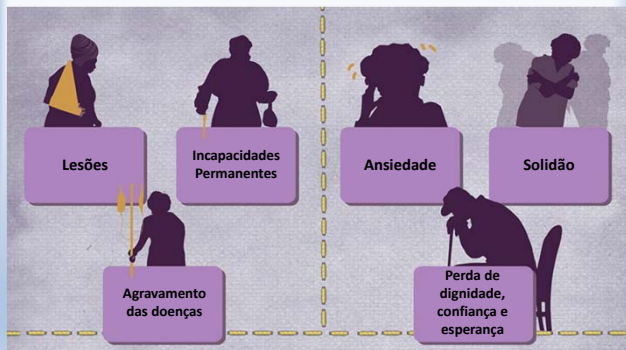 Lesões
Incapacidades
Permanentes
Ansiedade
Solidão
Agravamento
das doenças
Perda de
dignidade,
confiança e
esperança